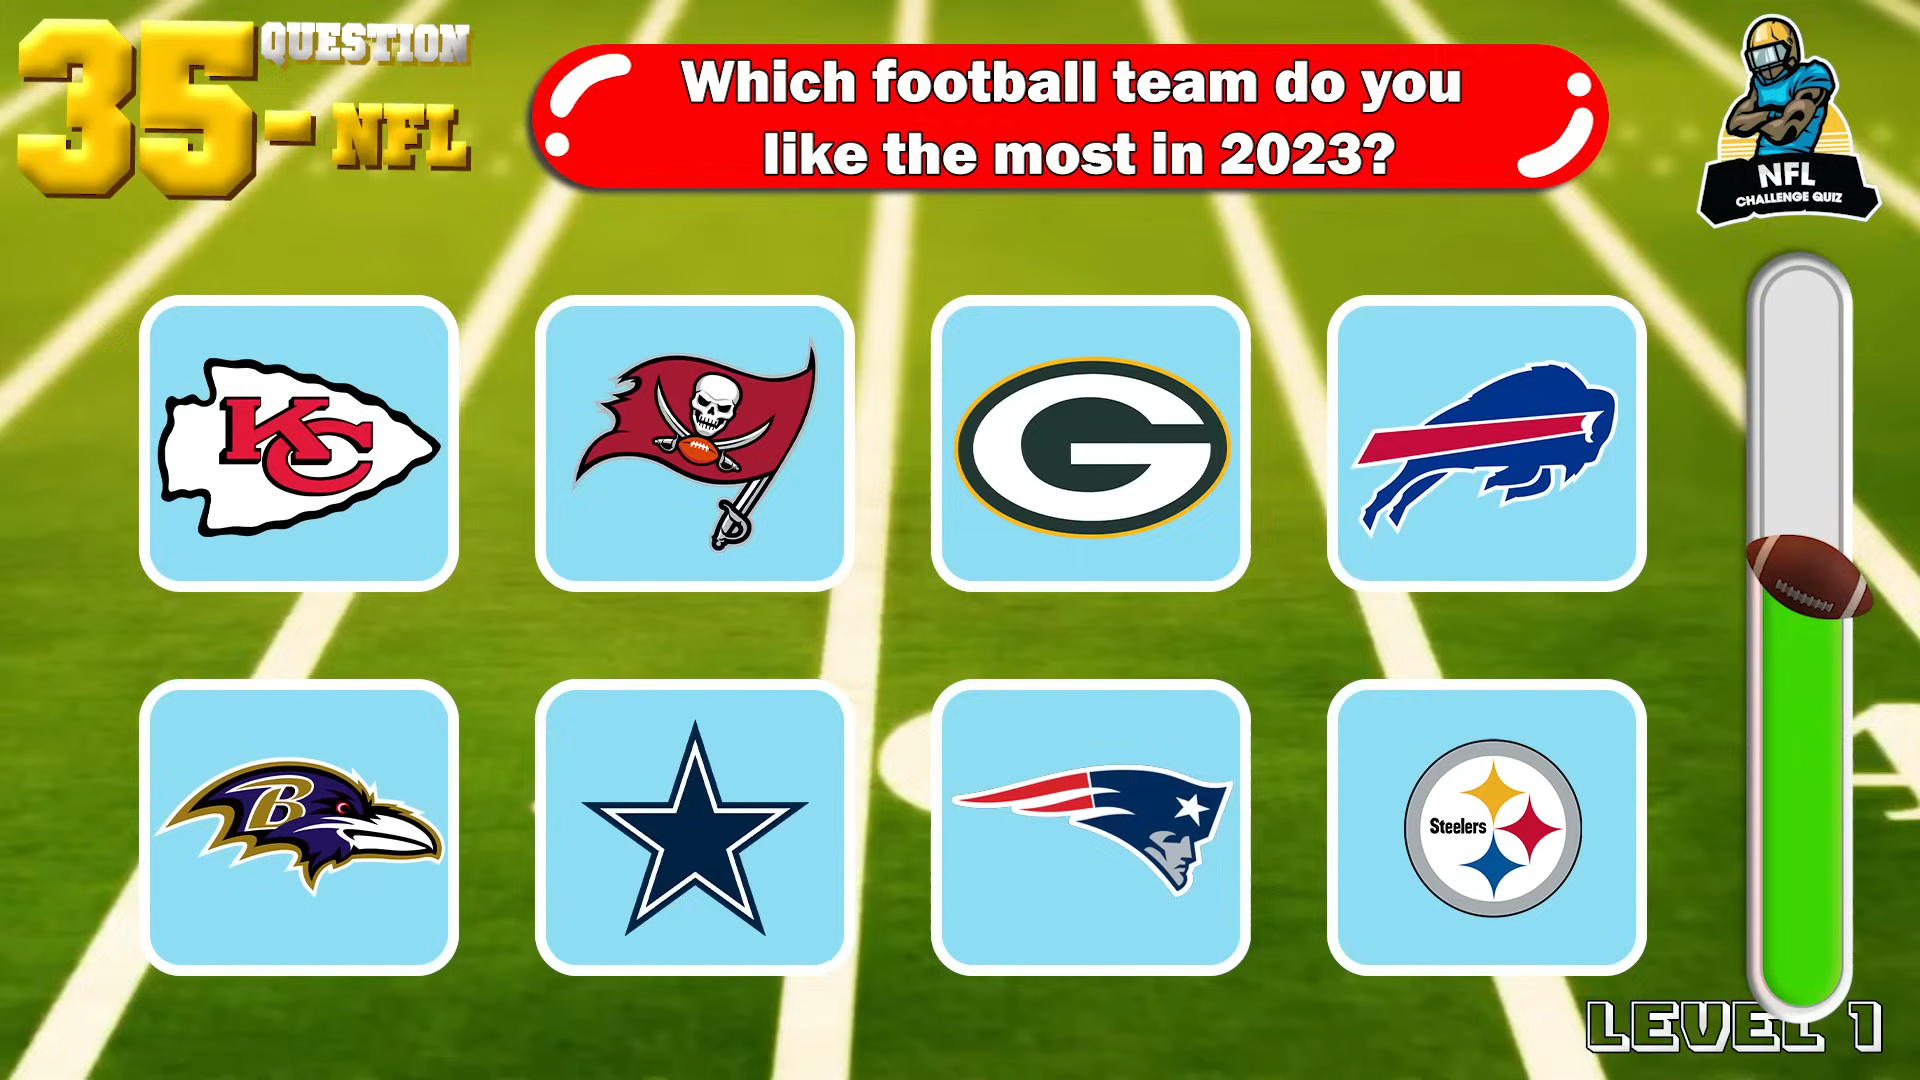 35-
QUESTION
NFL
Which football team do you
like the most in 2023?
NFL
CHALLENGE QUIZ
KC
G
B
Steelers
LEVEL 1